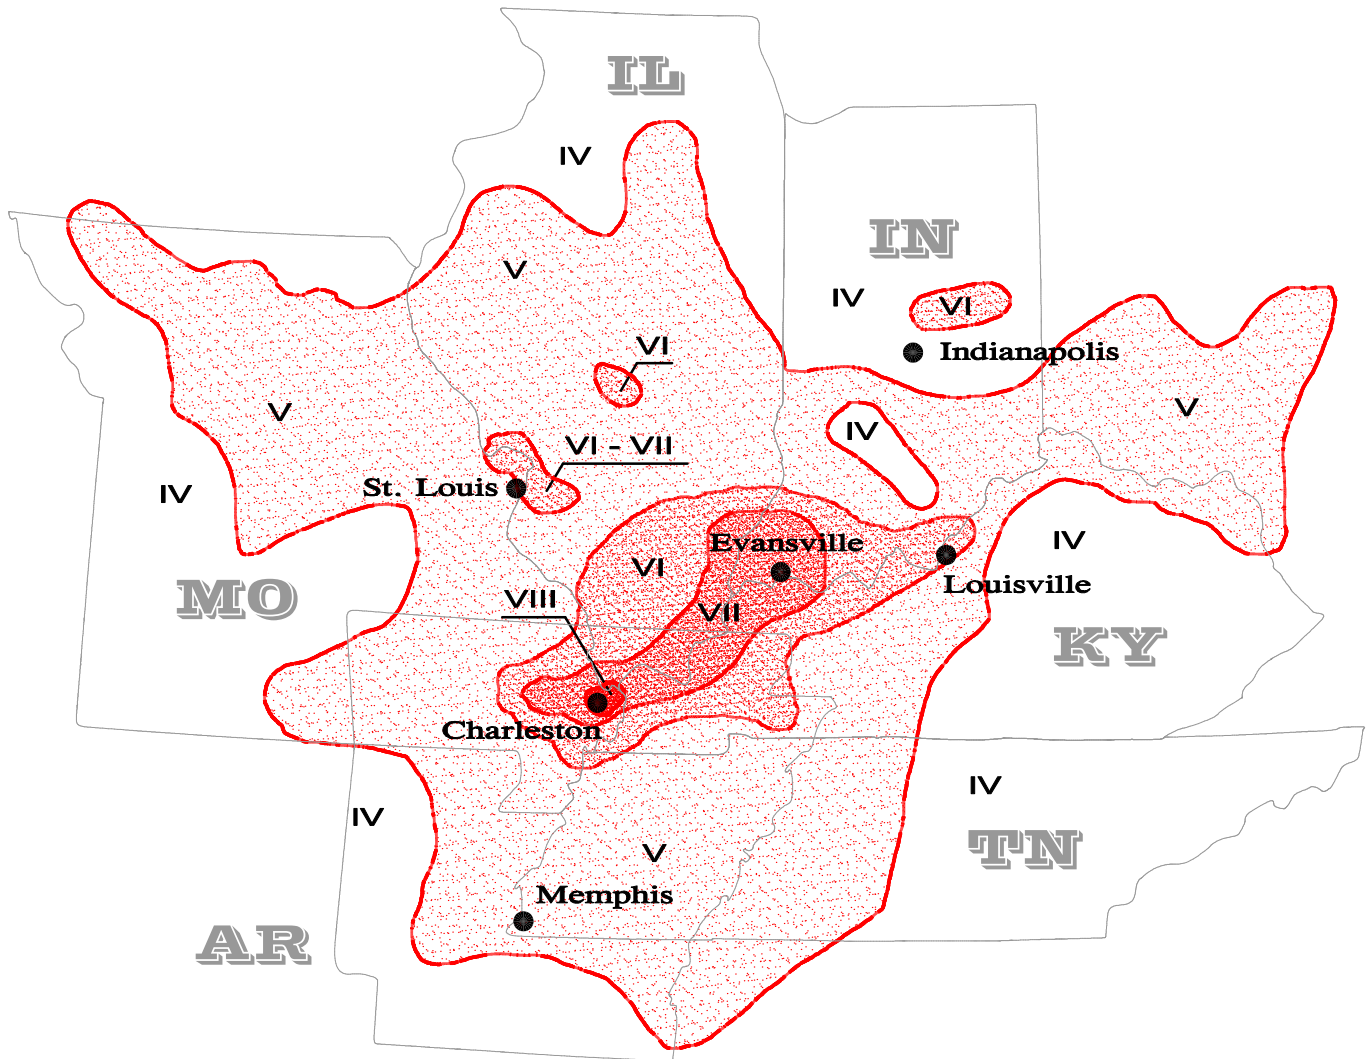 IL
IV
IN
V
IV
VI
VI
Indianapolis
V
V
IV
VI - VII
St. Louis
IV
IV
Evansville
VI
Louisville
MO
VIII
VII
KY
Charleston
IV
IV
TN
V
Memphis
AR